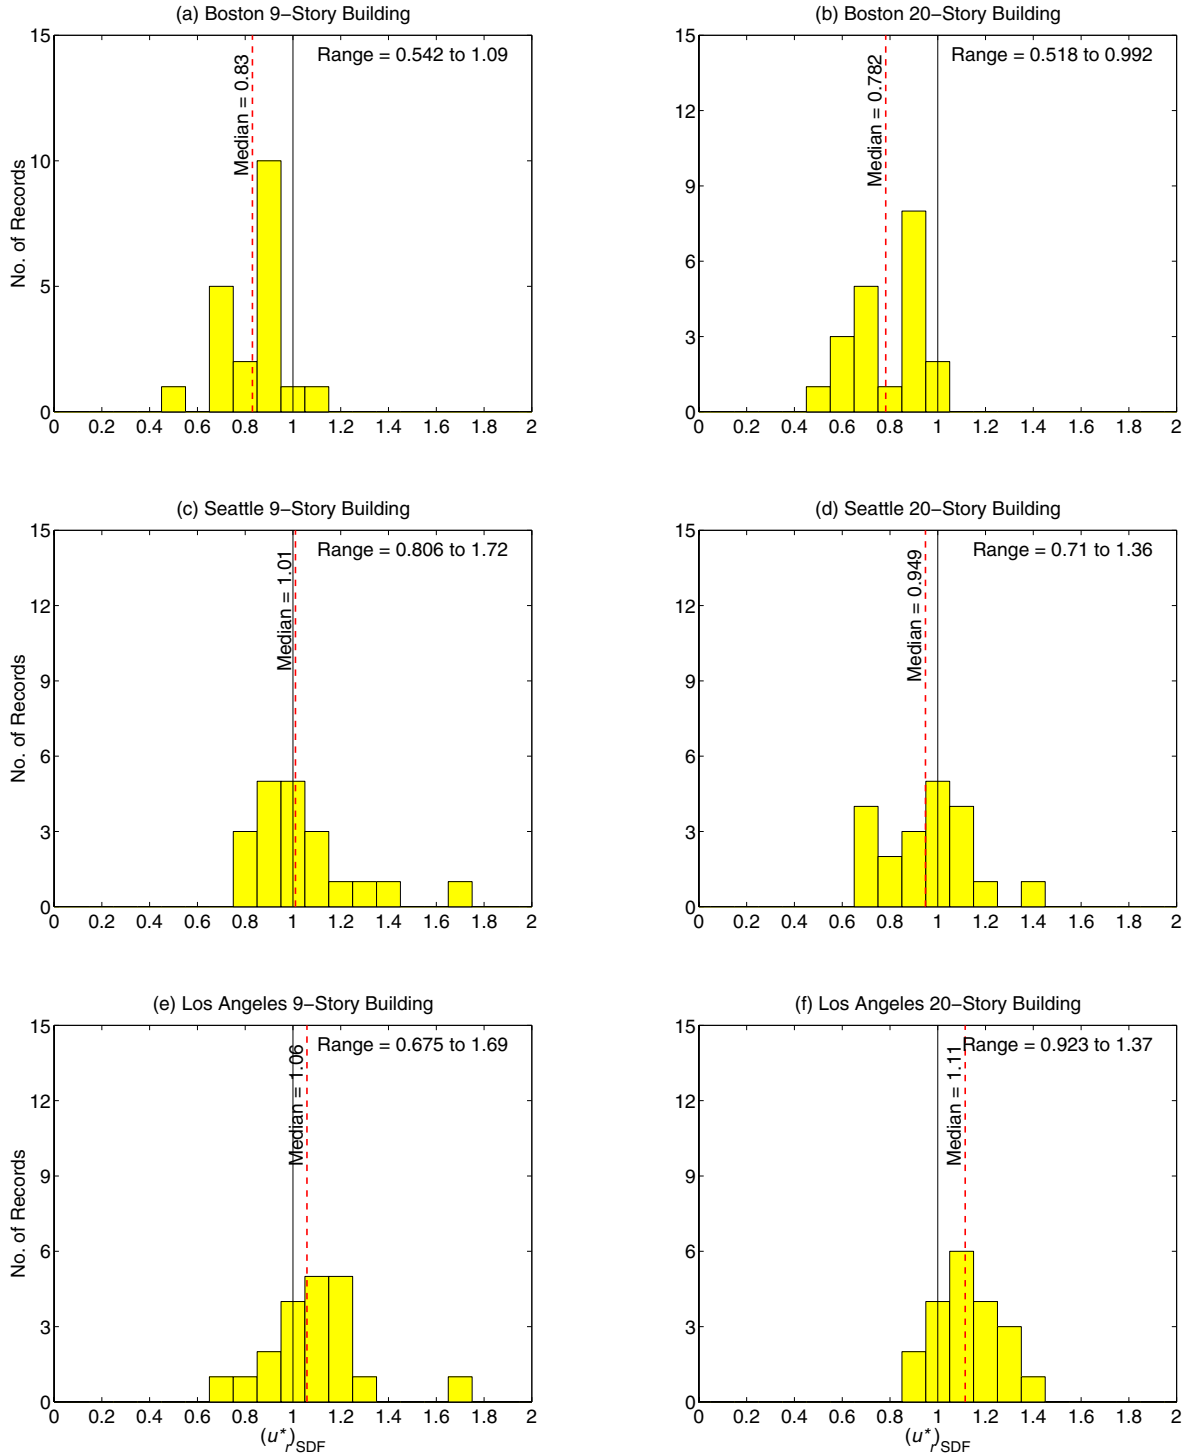 (a) Boston 9−Story Building
Range = 0.542 to 1.09
Median = 0.83
No. of Records
15
10
5
0
0 0.2 0.4 0.6 0.8 1 1.2 1.4 1.6 1.8 2
(b) Boston 20−Story Building
Range = 0.518 to 0.992
Median = 0.782
15
12
9
6
3
0
0 0.2 0.4 0.6 0.8 1 1.2 1.4 1.6 1.8 2
(c) Seattle 9−Story Building
Range = 0.806 to 1.72
Median = 1.01
No. of Records
15
12
9
6
3
0
0 0.2 0.4 0.6 0.8 1 1.2 1.4 1.6 1.8 2
(d) Seattle 20−Story Building
Range = 0.71 to 1.36
Median = 0.949
15
12
9
6
3
0
0 0.2 0.4 0.6 0.8 1 1.2 1.4 1.6 1.8 2
(e) Los Angeles 9−Story Building
Range = 0.675 to 1.69
Median = 1.06
No. of Records
15
12
9
6
3
0
0 0.2 0.4 0.6 0.8 1 1.2 1.4 1.6 1.8 2
(u*r)SDF
(f) Los Angeles 20−Story Building
Range = 0.923 to 1.37
Median = 1.11
15
12
9
6
3
0
0 0.2 0.4 0.6 0.8 1 1.2 1.4 1.6 1.8 2
(u*r)SDF